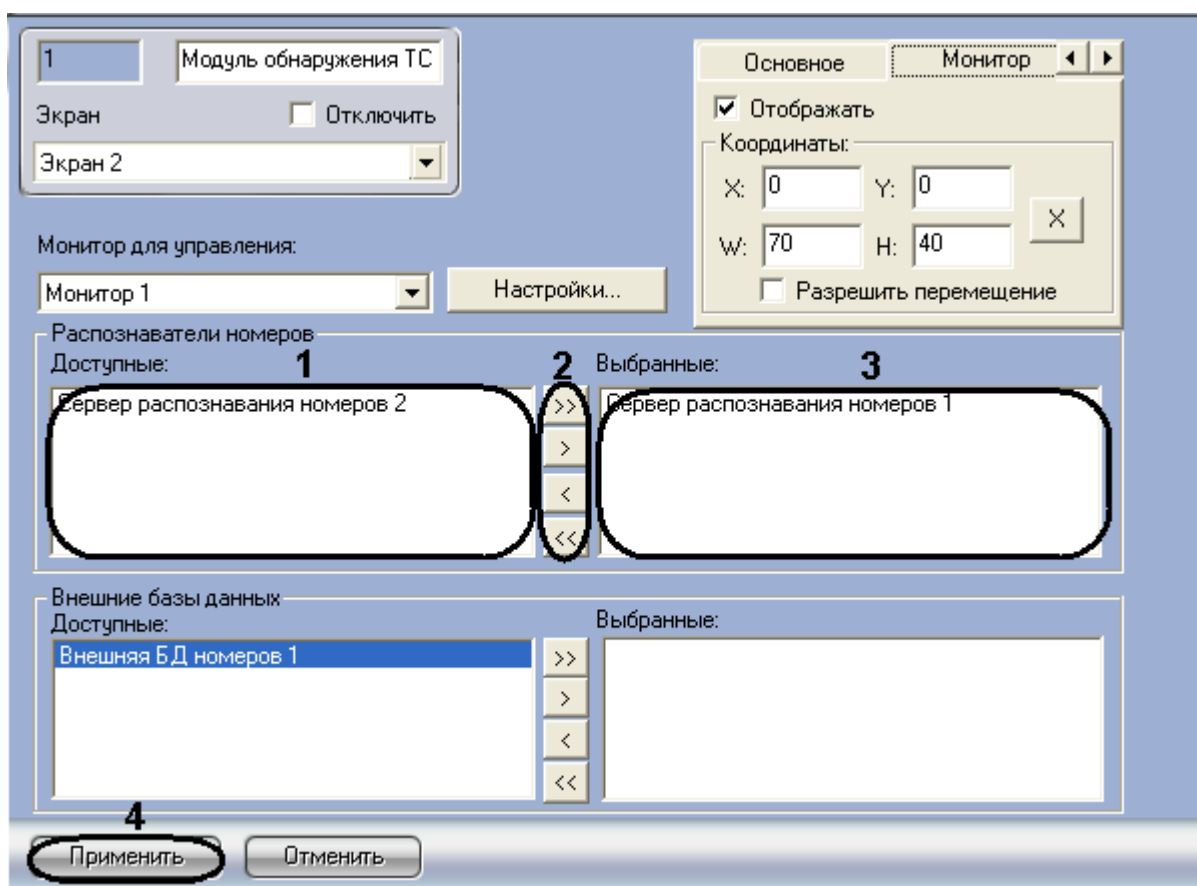 1
Модуль обнаружения ТС
Экран
Отключить
Экран 2
Основное
Монитор
Отображать
Координаты:
X: 0
Y: 0
X
W: 70
H: 40
Разрешить перемещение
Монитор для управления:
Монитор 1
Настройки...
Распознаватели номеров
Доступные:
1
2
Выбранные:
3
Сервер распознавания номеров 2
>>
>
<
<<
Сервер распознавания номеров 1
Внешние базы данных
Доступные:
Выбранные:
Внешняя БД номеров 1
>>
>
<
<<
4
Применить
Отменить